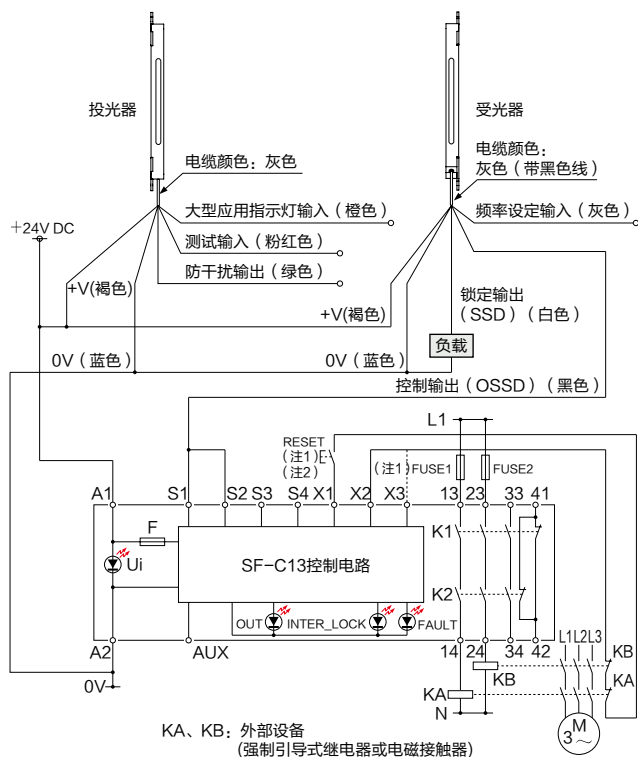 投光器
受光器
电缆颜色：灰色
电缆颜色：
灰色（带黑色线）
大型应用指示灯输入（橙色）
频率设定输入（灰色）
+24V DC
测试输入（粉红色）
防干扰输出（绿色）
+V(褐色)
+V(褐色)
锁定输出
（SSD）（白色）
负载
0V（蓝色）
0V（蓝色）
控制输出（OSSD）（黑色）
L1
RESET
（注1）
（注2）
（注1）
FUSE1
FUSE2
A1
S1
S2
S3
S4
X1
X2
X3
13
23
33
41
F
K1
Ui
SF-C13控制电路
K2
OUT
INTER_LOCK
FAULT
A2
AUX
14
24
34
42
L1
L2
L3
KB
KB
KA
KA
0V
N
M
3～
KA、KB：外部设备
(强制引导式继电器或电磁接触器)